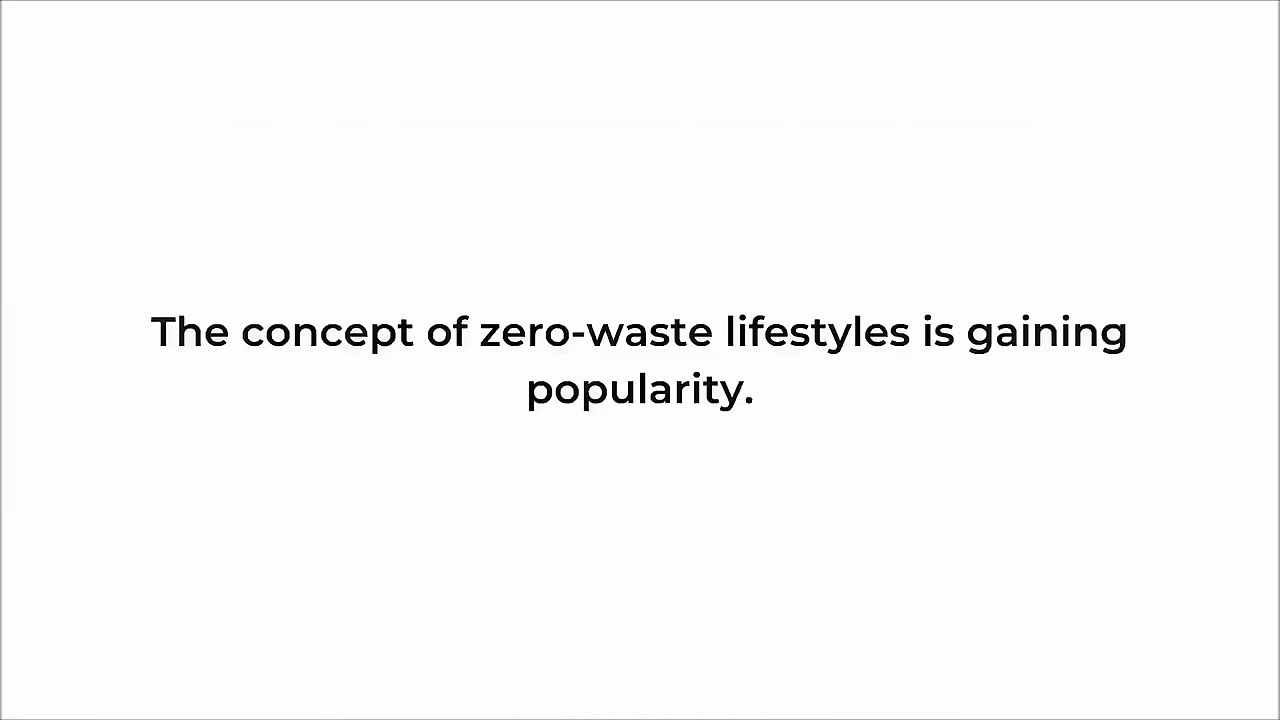 The concept of zero-waste lifestyles is gaining
popularity.